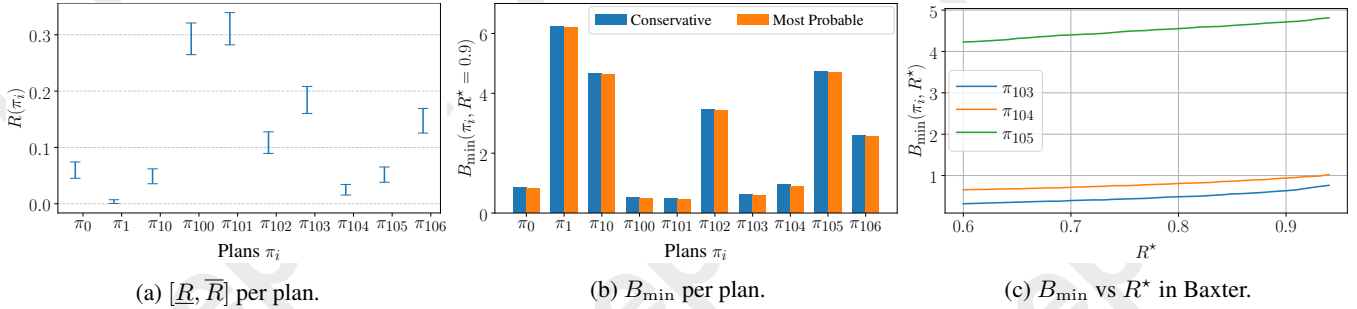 R(π_i)
0.3
0.2
0.1
0.0
π_0 π_1 π_10 π_100 π_101 π_102 π_103 π_104 π_105 π_106
Plans π_i
(a) [R̲, R̅] per plan.
B_min(π_i, R^⋆ = 0.9)
6
4
2
0
Conservative Most Probable
π_0 π_1 π_10 π_100 π_101 π_102 π_103 π_104 π_105 π_106
Plans π_i
(b) B_min per plan.
B_min(π_i, R^⋆)
5
4
3
2
1
π_103
π_104
π_105
0.6 0.7 0.8 0.9
R^⋆
(c) B_min vs R^⋆ in Baxter.